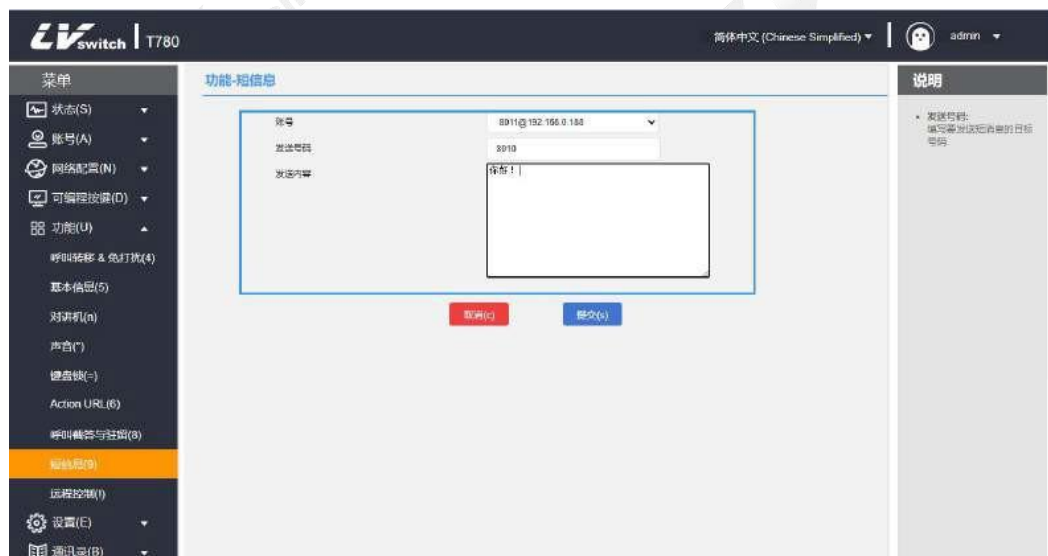 LVswitch T780
简体中文 (Chinese Simplified)
admin
菜单
状态(S)
账号(A)
网络配置(N)
可编程按键(D)
功能(U)
呼叫转移 & 免打扰(4)
基本信息(5)
对讲机(n)
声音(")
键盘锁(=)
Action URL(6)
呼叫截答与驻留(8)
短信息(9)
远程控制(!)
设置(E)
通讯录(B)
功能-短信息
账号
8011@192.168.0.188
发送号码
8010
发送内容
你好！
取消(c)
提交(s)
说明
发送号码:
填写要发送短消息的目标
号码